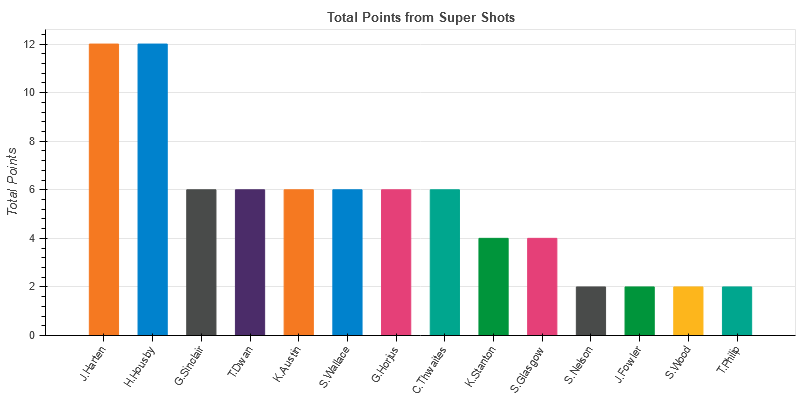 Total Points from Super Shots
Total Points
12
10
8
6
4
2
0
J.Harten
H.Housby
G.Sinclair
T.Dwan
K.Austin
S.Wallace
G.Horjus
C.Thwaites
K.Stanton
S.Glasgow
S.Nelson
J.Fowler
S.Wood
T.Philip